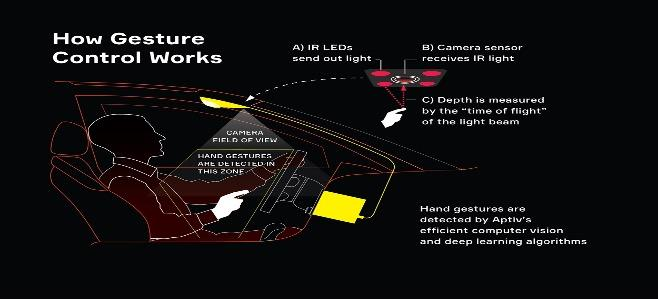 How Gesture
Control Works
A) IR LEDs
send out light
B) Camera sensor
receives IR light
C) Depth is measured
by the "time of flight"
of the light beam
CAMERA
FIELD OF VIEW
HAND GESTURES
ARE DETECTED IN
THIS ZONE
Hand gestures are
detected by Aptiv's
efficient computer vision
and deep learning algorithms